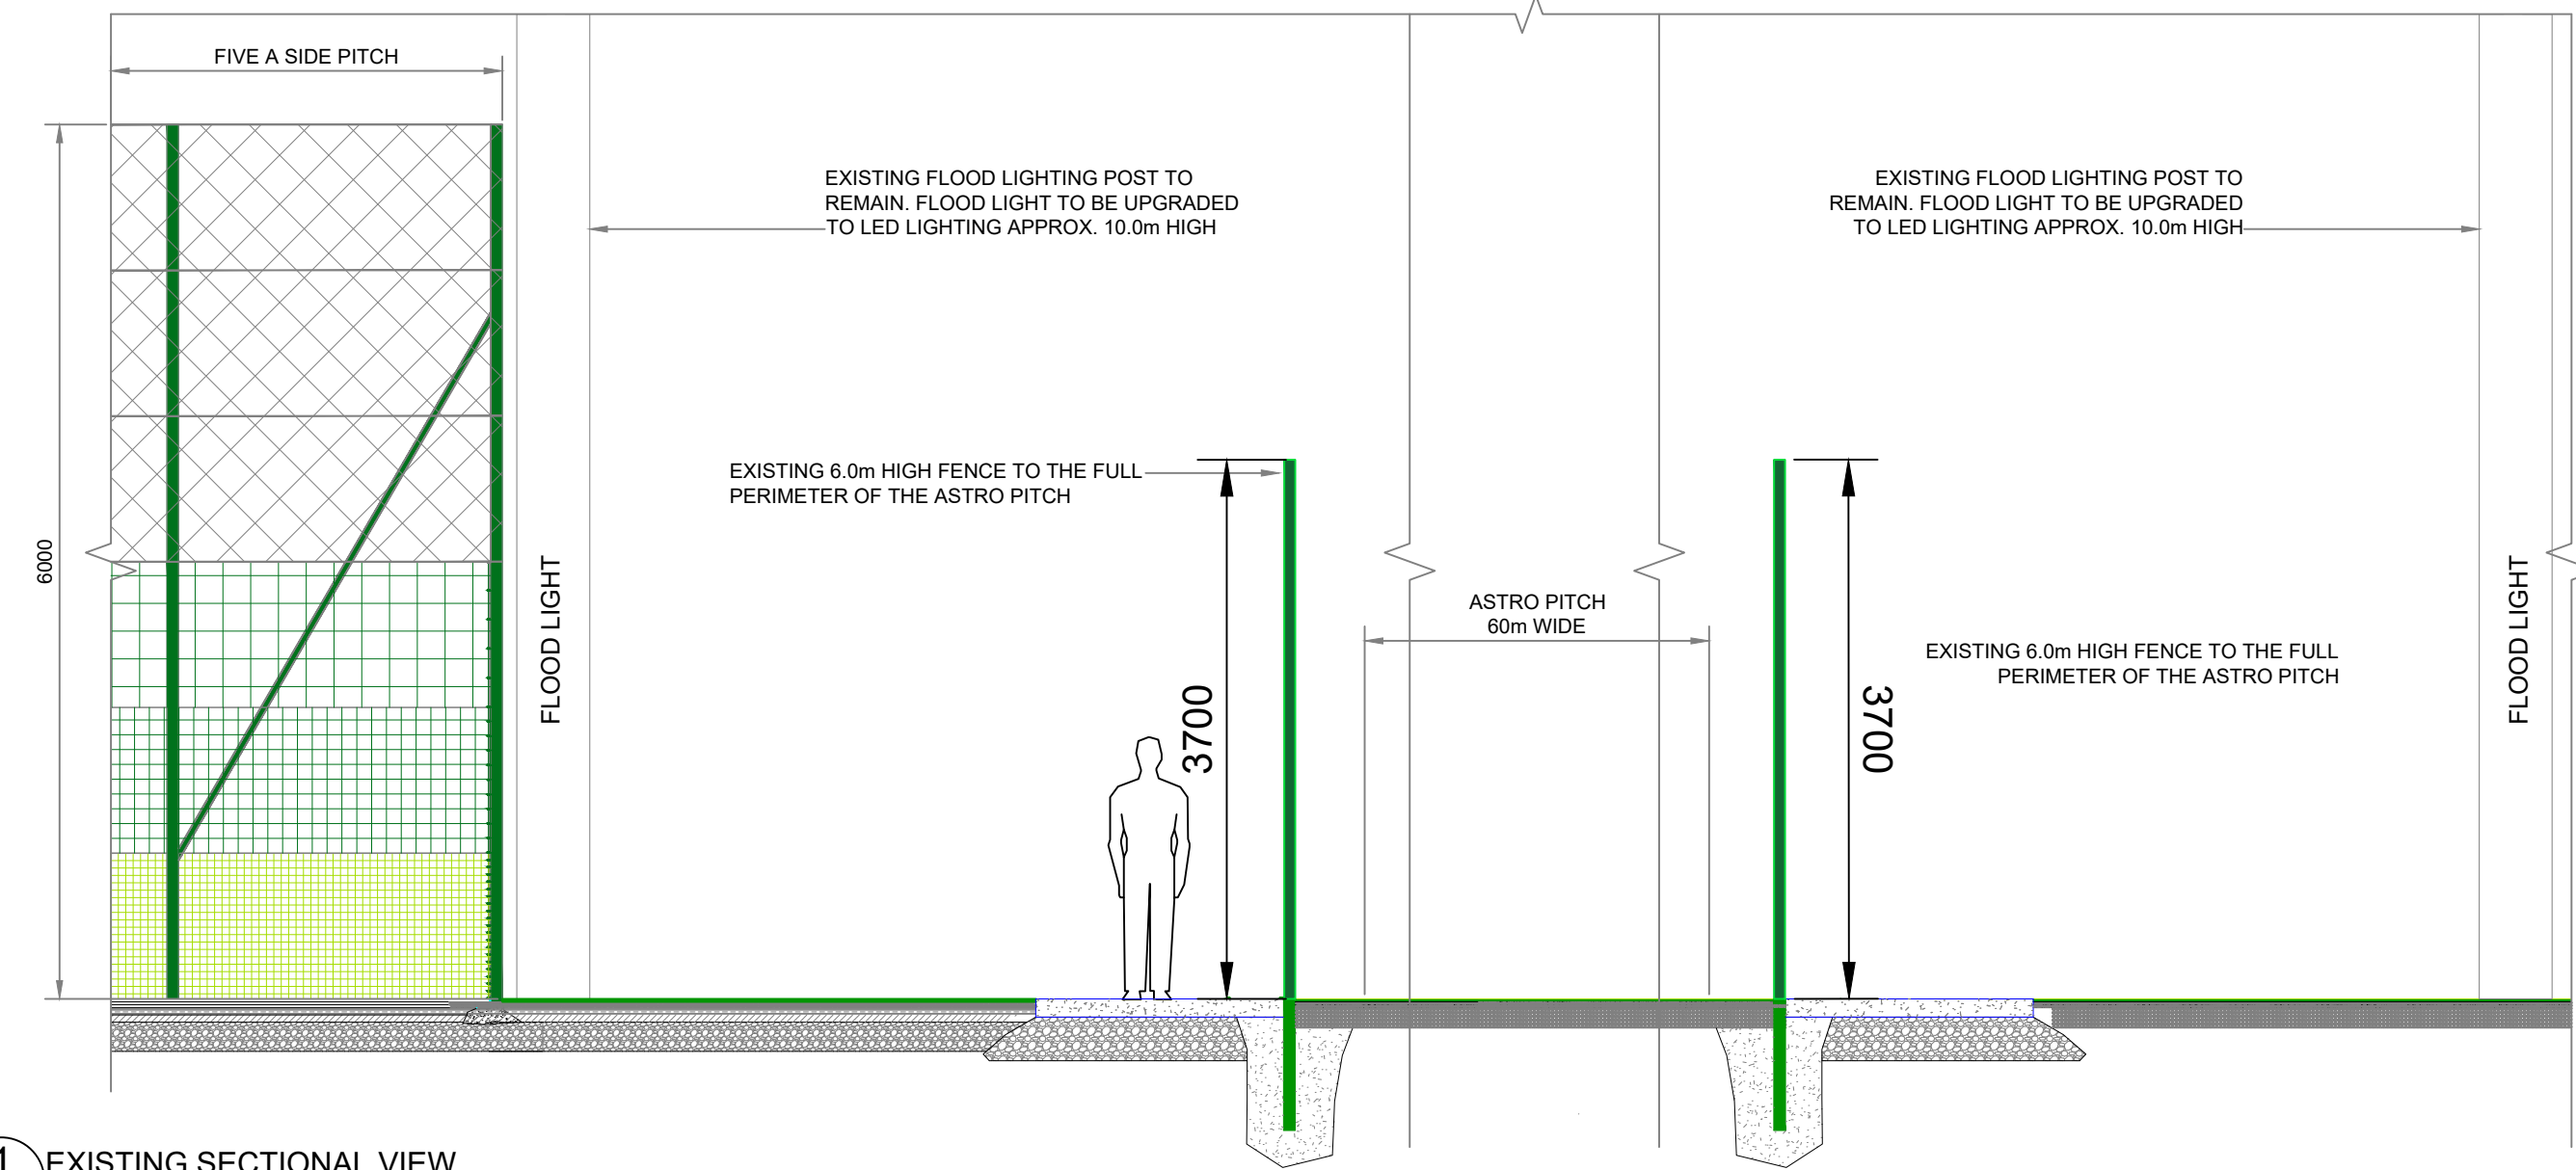 FIVE A SIDE PITCH
EXISTING FLOOD LIGHTING POST TO
REMAIN. FLOOD LIGHT TO BE UPGRADED
TO LED LIGHTING APPROX. 10.0m HIGH
EXISTING FLOOD LIGHTING POST TO
REMAIN. FLOOD LIGHT TO BE UPGRADED
TO LED LIGHTING APPROX. 10.0m HIGH
EXISTING 6.0m HIGH FENCE TO THE FULL
PERIMETER OF THE ASTRO PITCH
6000
FLOOD LIGHT
3700
ASTRO PITCH
60m WIDE
3700
EXISTING 6.0m HIGH FENCE TO THE FULL
PERIMETER OF THE ASTRO PITCH
FLOOD LIGHT
1
EXISTING SECTIONAL VIEW